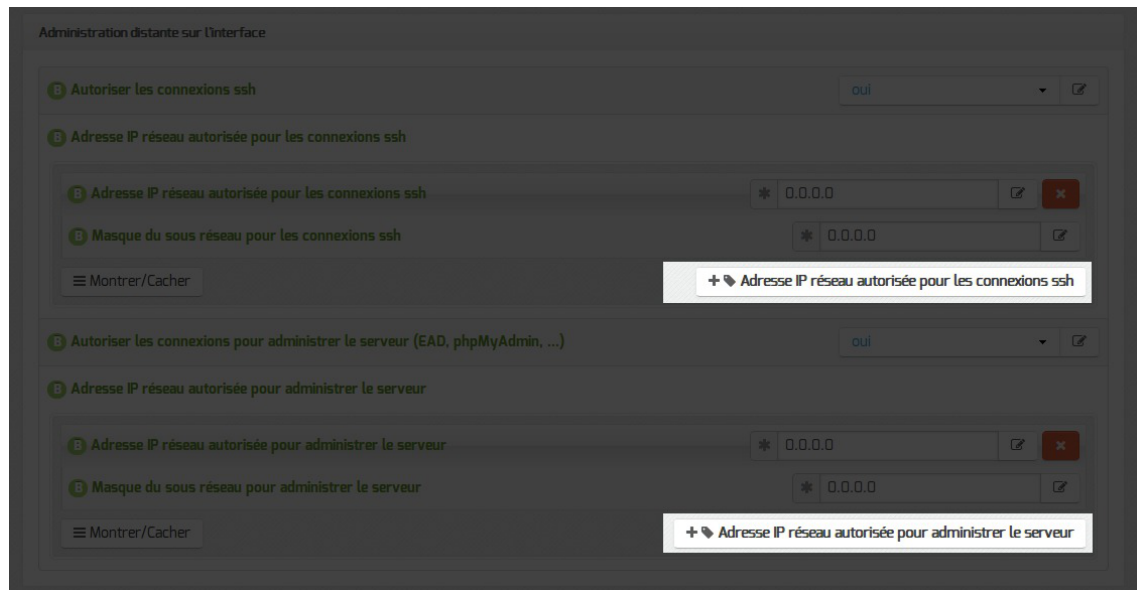 Administration distante sur l'interface
B Autoriser les connexions ssh oui
B Adresse IP réseau autorisée pour les connexions ssh
B Adresse IP réseau autorisée pour les connexions ssh 0.0.0.0
B Masque du sous réseau pour les connexions ssh 0.0.0.0
Montrer/Cacher Adresse IP réseau autorisée pour les connexions ssh
B Autoriser les connexions pour administrer le serveur (EAD, phpMyAdmin, ...) oui
B Adresse IP réseau autorisée pour administrer le serveur
B Adresse IP réseau autorisée pour administrer le serveur 0.0.0.0
B Masque du sous réseau pour administrer le serveur 0.0.0.0
Montrer/Cacher Adresse IP réseau autorisée pour administrer le serveur